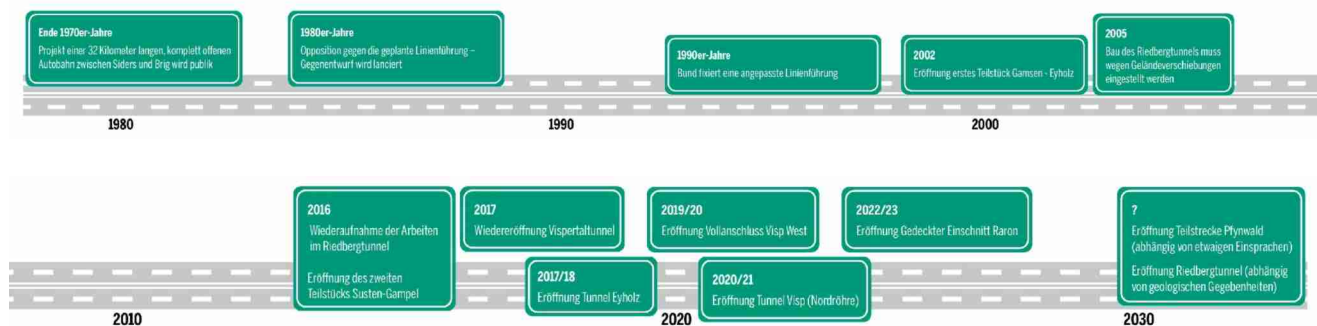 Ende 1970er-Jahre
Projekt einer 32 Kilometer langen, komplett offenen
Autobahn zwischen Siders und Brig wird publik
1980er-Jahre
Opposition gegen die geplante Linienführung –
Gegenentwurf wird lanciert
1990er-Jahre
Bund fixiert eine angepasste Linienführung
2002
Eröffnung erstes Teilstück Gamsen - Eyholz
2005
Bau des Riedbergtunnels muss
wegen Geländeverschiebungen
eingestellt werden
1980
1990
2000
2016
Wiederaufnahme der Arbeiten
im Riedbergtunnel
Eröffnung des zweiten
Teilstücks Susten-Gampel
2017
Wiedereröffnung Vispertaltunnel
2017/18
Eröffnung Tunnel Eyholz
2019/20
Eröffnung Vollanschluss Visp West
2020/21
Eröffnung Tunnel Visp (Nordröhre)
2022/23
Eröffnung Gedeckter Einschnitt Raron
?
Eröffnung Teilstrecke Pfynwald
(abhängig von etwaigen Einsprachen)
Eröffnung Riedbergtunnel (abhängig
von geologischen Gegebenheiten)
2010
2020
2030